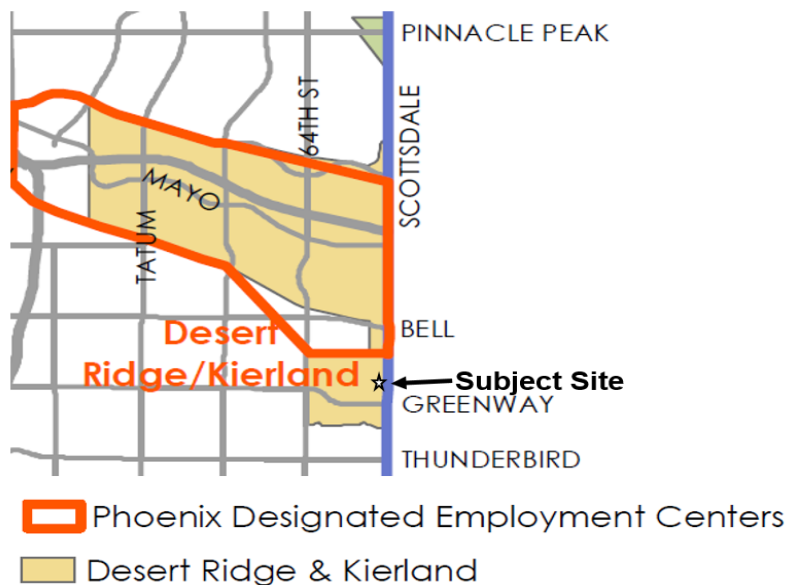 PINNACLE PEAK
64TH ST
SCOTTSDALE
MAYO
TATUM
BELL
Desert
Ridge/Kierland
Subject Site
GREENWAY
THUNDERBIRD
Phoenix Designated Employment Centers
Desert Ridge & Kierland